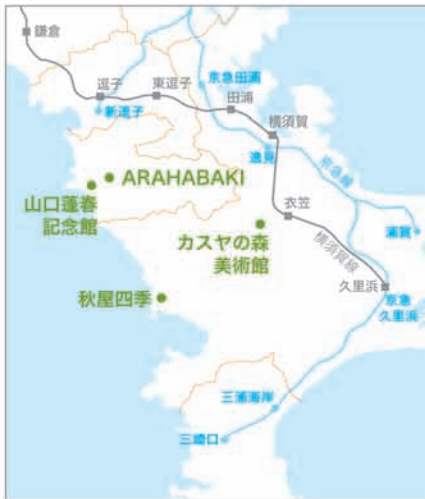 鎌倉
逗子
東逗子
京急田浦
新逗子
田浦
横須賀
逸見
京急線
ARAHABAKI
山口蓬春
記念館
衣笠
浦賀
カスヤの森
美術館
横須賀線
久里浜
秋屋四季
京急
久里浜
三浦海岸
三崎口